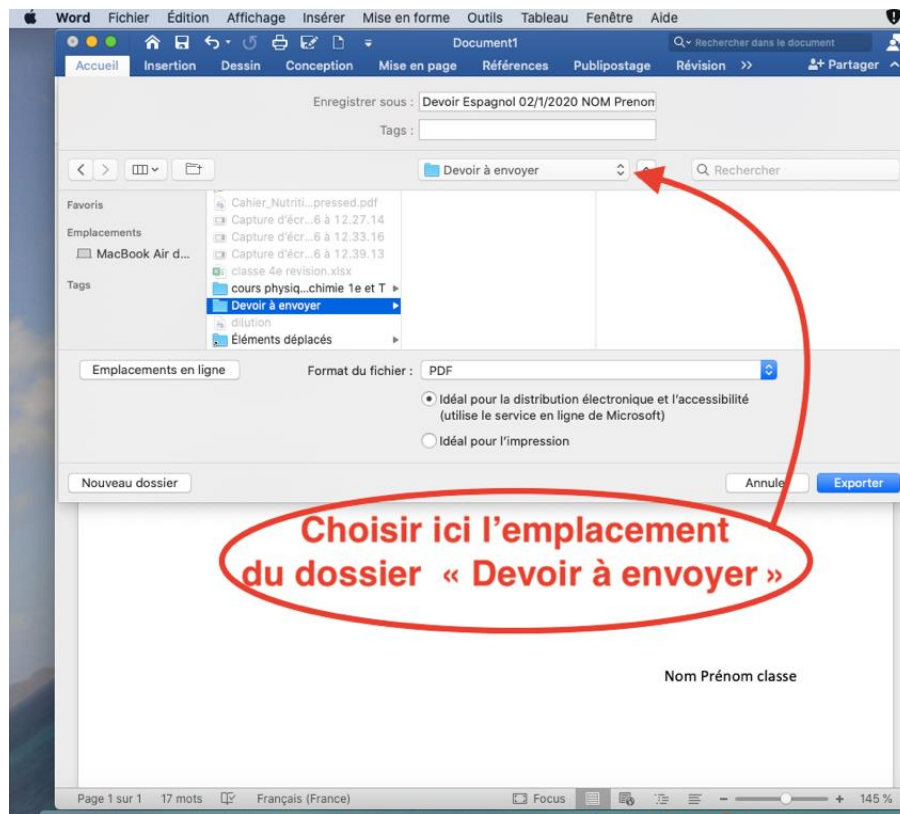 Word Fichier Édition Affichage Insérer Mise en forme Outils Tableau Fenêtre Aide
Document1
Rechercher dans le document
Accueil Insertion Dessin Conception Mise en page Références Publipostage Révision >> Partager
Enregistrer sous : Devoir Espagnol 02/1/2020 NOM Prenom
Tags :
Devoir à envoyer
Rechercher
Favoris
Emplacements
MacBook Air d...
Tags
Cahier_Nutriti...pressed.pdf
Capture d'écr...6 à 12.27.14
Capture d'écr...6 à 12.33.16
Capture d'écr...6 à 12.39.13
classe 4e revision.xlsx
cours physiq...chimie 1e et T
Devoir à envoyer
dilution
Éléments déplacés
Emplacements en ligne
Format du fichier : PDF
Idéal pour la distribution électronique et l'accessibilité
(utilise le service en ligne de Microsoft)
Idéal pour l'impression
Nouveau dossier
Annule
Exporter
Choisir ici l'emplacement
du dossier « Devoir à envoyer »
Nom Prénom classe
Page 1 sur 1 17 mots Français (France) Focus 145 %